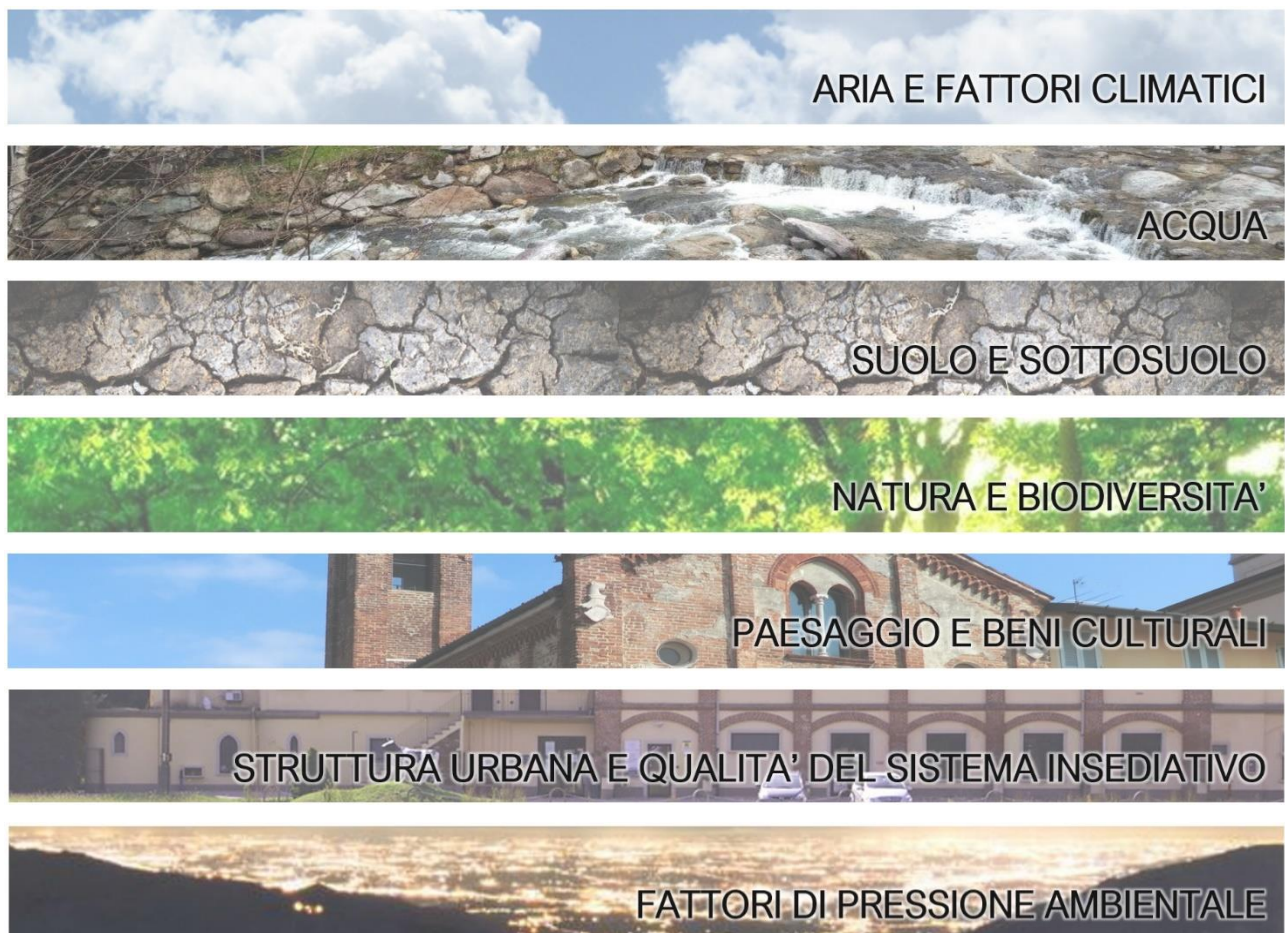 ARIA E FATTORI CLIMATICI
ACQUA
SUOLO E SOTTOSUOLO
NATURA E BIODIVERSITA'
PAESAGGIO E BENI CULTURALI
STRUTTURA URBANA E QUALITA' DEL SISTEMA INSEDIATIVO
FATTORI DI PRESSIONE AMBIENTALE